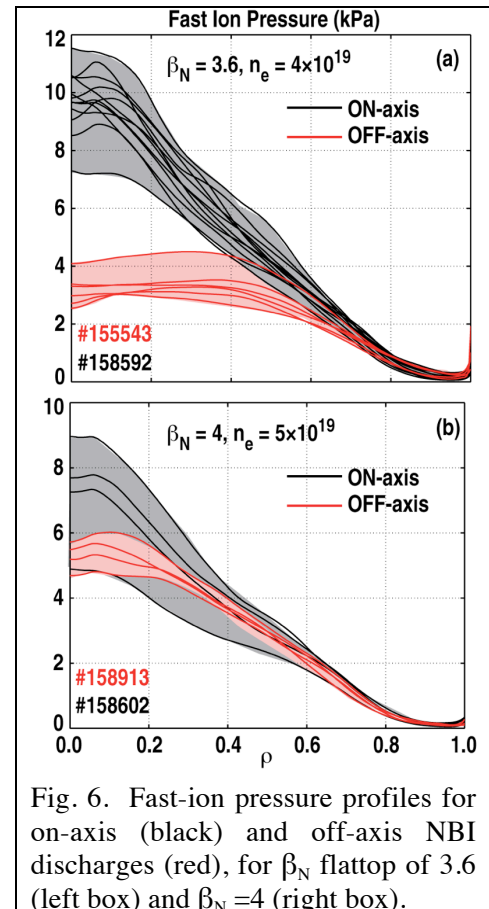 Fast Ion Pressure (kPa)
12
(a)
βN = 3.6, ne = 4×10¹⁹
10
ON-axis
8
OFF-axis
6
4
2
#155543
#158592
0
10
(b)
βN = 4, ne = 5×10¹⁹
8
ON-axis
OFF-axis
6
4
2
#158913
#158602
0
0.0 0.2 0.4 0.6 0.8 1.0
ρ
Fig. 6. Fast-ion pressure profiles for
on-axis (black) and off-axis NBI
discharges (red), for βN flattop of 3.6
(left box) and βN =4 (right box).